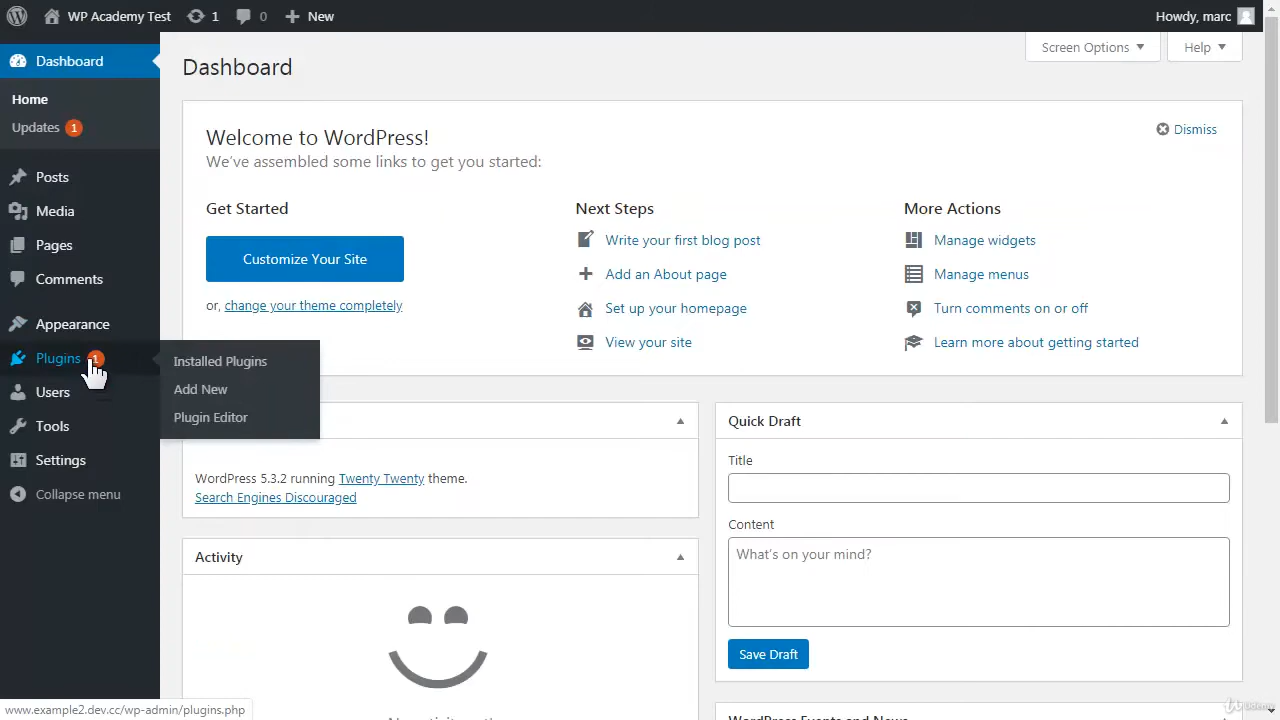 WP Academy Test 1 0 New Howdy, marc
Screen Options Help
Dashboard
Home
Updates 1
Posts
Media
Pages
Comments
Appearance
Plugins 1
Installed Plugins
Add New
Plugin Editor
Users
Tools
Settings
Collapse menu
Dashboard
Welcome to WordPress!
We've assembled some links to get you started:
Dismiss
Get Started
Customize Your Site
or, change your theme completely
Next Steps
Write your first blog post
Add an About page
Set up your homepage
View your site
More Actions
Manage widgets
Manage menus
Turn comments on or off
Learn more about getting started
WordPress 5.3.2 running Twenty Twenty theme.
Search Engines Discouraged
Activity
Quick Draft
Title
Content
What's on your mind?
Save Draft
WordPress Events and News
www.example2.dev.cc/wp-admin/plugins.php
Udemy